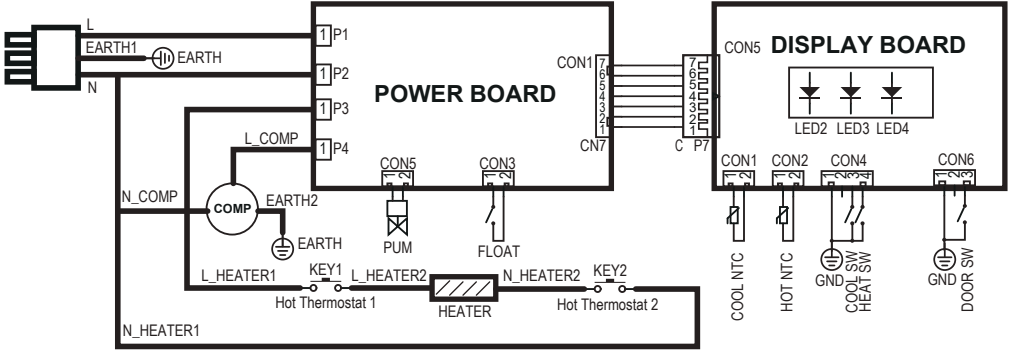 L
EARTH1
EARTH
N
1 P1
1 P2
1 P3
1 P4
POWER BOARD
CON1
7
6
5
4
3
2
1
CN7
CON5
7
6
5
4
3
2
1
C P7
DISPLAY BOARD
LED2 LED3 LED4
L_COMP
N_COMP
COMP
EARTH2
EARTH
CON5
1 2
PUM
CON3
1 2
FLOAT
CON1
1 2
COOL NTC
CON2
1 2
HOT NTC
CON4
1 2 3 4
GND
COOL SW
HEAT SW
CON6
1 2 3
GND
DOOR SW
L_HEATER1
KEY1
Hot Thermostat 1
L_HEATER2
HEATER
N_HEATER2
KEY2
Hot Thermostat 2
N_HEATER1